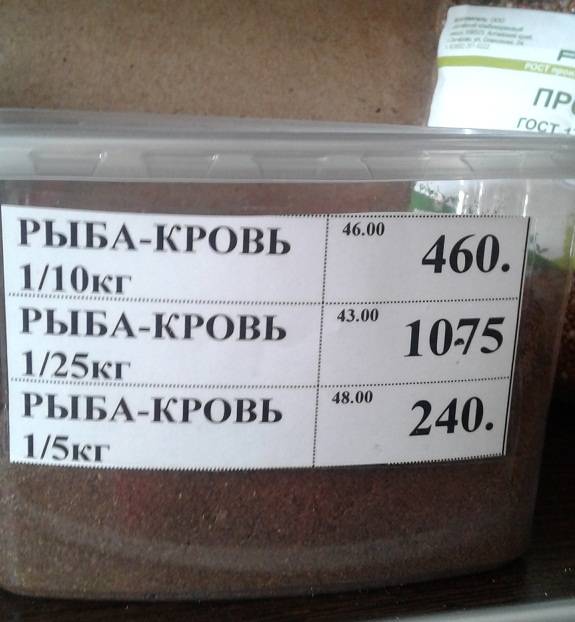 ПРО
ГОСТ
РЫБА-КРОВЬ 46.00 460.
1/10кг
РЫБА-КРОВЬ 43.00 1075
1/25кг
РЫБА-КРОВЬ 48.00 240.
1/5кг